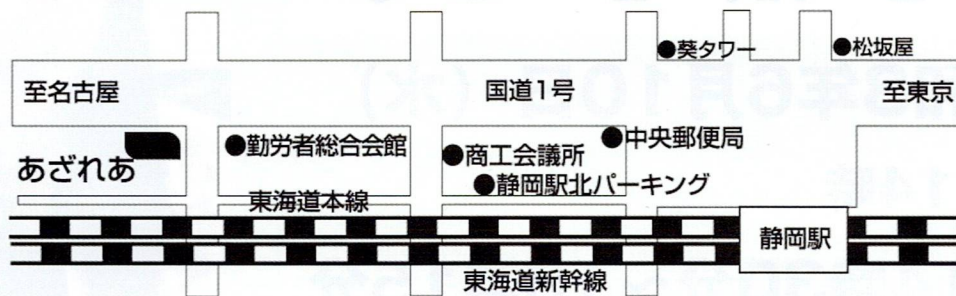 ●葵タワー
●松坂屋
至名古屋
国道1号
至東京
●中央郵便局
●勤労者総合会館
●商工会議所
あざれあ
●静岡駅北パーキング
東海道本線
静岡駅
東海道新幹線